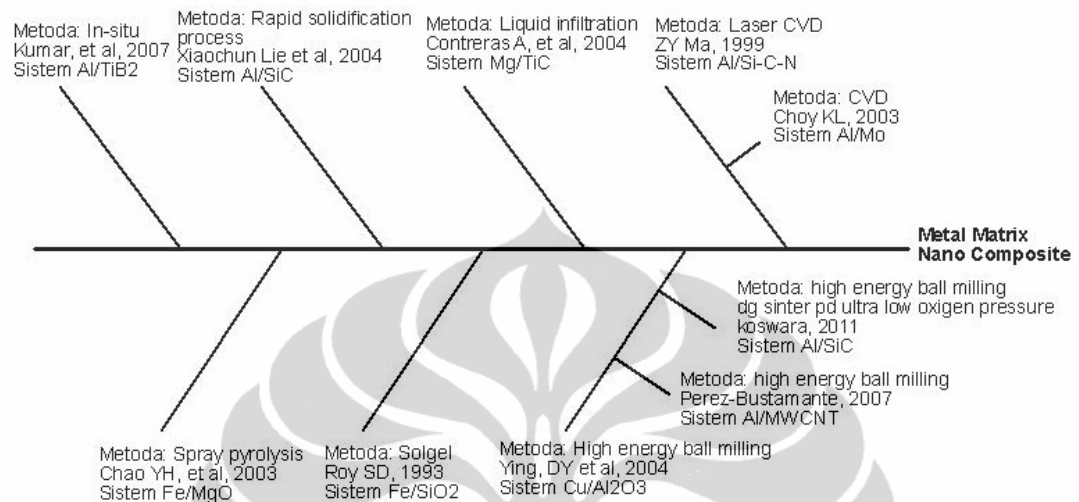 Metoda: In-situ
Kumar, et al, 2007
Sistem Al/TiB2
Metoda: Rapid solidification
process
Xiaochun Lie et al, 2004
Sistem Al/SiC
Metoda: Liquid infiltration
Contreras A, et al, 2004
Sistem Mg/TiC
Metoda: Laser CVD
ZY Ma, 1999
Sistem Al/Si-C-N
Metoda: CVD
Choy KL, 2003
Sistem Al/Mo
Metal Matrix
Nano Composite
Metoda: high energy ball milling
dg sinter pd ultra low oxigen pressure
koswara, 2011
Sistem Al/SiC
Metoda: high energy ball milling
Perez-Bustamante, 2007
Sistem Al/MWCNT
Metoda: Spray pyrolysis
Chao YH, et al, 2003
Sistem Fe/MgO
Metoda: Solgel
Roy SD, 1993
Sistem Fe/SiO2
Metoda: High energy ball milling
Ying, DY et al, 2004
Sistem Cu/Al2O3